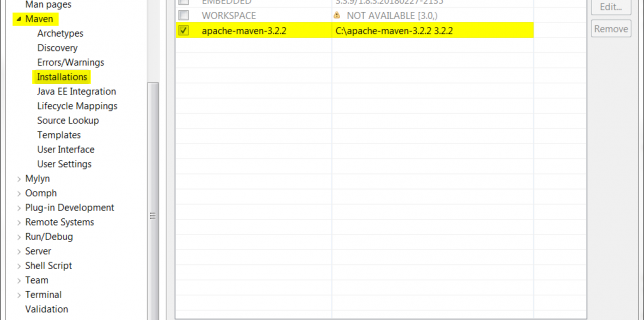 Man pages
Maven
Archetypes
Discovery
Errors/Warnings
Installations
Java EE Integration
Lifecycle Mappings
Source Lookup
Templates
User Interface
User Settings
Mylyn
Oomph
Plug-in Development
Remote Systems
Run/Debug
Server
Shell Script
Team
Terminal
Validation
EMBEDDED 3.3.9/1.8.3.20180227-2135
WORKSPACE NOT AVAILABLE [3.0,)
apache-maven-3.2.2 C:\apache-maven-3.2.2 3.2.2
Edit...
Remove